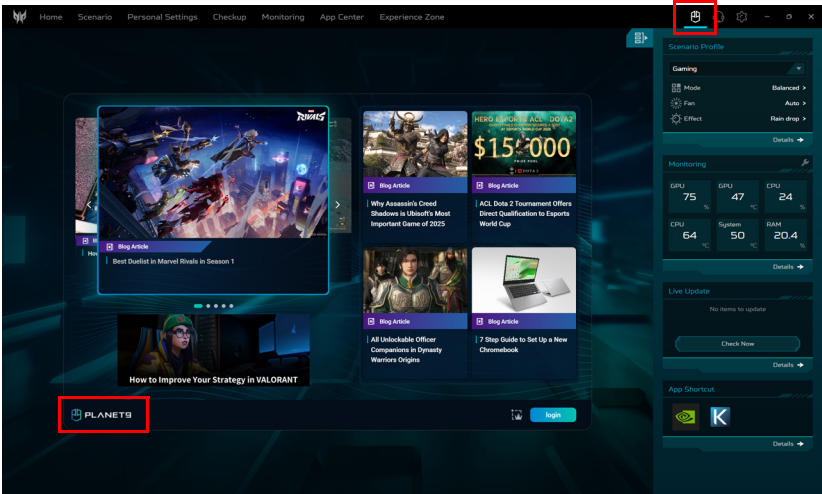 Home Scenario Personal Settings Checkup Monitoring App Center Experience Zone
Scenario Profile
Gaming
Mode Balanced >
Fan Auto >
Effect Rain drop >
Details
Monitoring
GPU
75
%
GPU
47
°C
CPU
24
%
CPU
64
°C
System
50
°C
RAM
20.4
%
Details
Live Update
No items to update
Check Now
Details
App Shortcut
K
Details
RIVALS
Blog Article
Best Duelist in Marvel Rivals in Season 1
How to Improve Your Strategy in VALORANT
Blog Article
Why Assassin's Creed
Shadows is Ubisoft's Most
Important Game of 2025
HERO ESPORTS ACL DOTA2
$15 000
PRIZE POOL
DOTA 2
Blog Article
ACL Dota 2 Tournament Offers
Direct Qualification to Esports
World Cup
Blog Article
All Unlockable Officer
Companions in Dynasty
Warriors Origins
Blog Article
7 Step Guide to Set Up a New
Chromebook
PLANET9
login